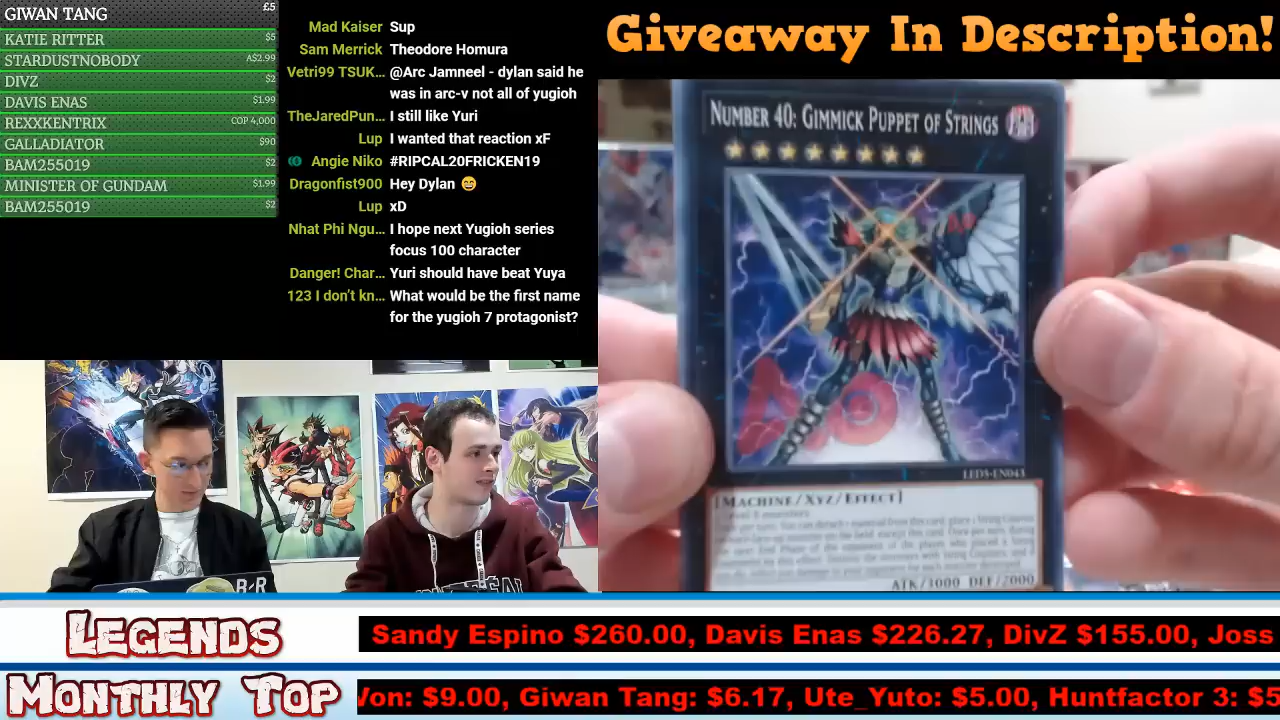 GIWAN TANG £5
KATIE RITTER $5
STARDUSTNOBODY A$2.99
DIVZ $2
DAVIS ENAS $1.99
REXXKENTRIX COP 4,000
GALLADIATOR $90
BAM255019 $2
MINISTER OF GUNDAM $1.99
BAM255019 $2
Mad Kaiser Sup
Sam Merrick Theodore Homura
Vetri99 TSUK… @Arc Jamneel - dylan said he
was in arc-v not all of yugioh
TheJaredPun… I still like Yuri
Lup I wanted that reaction xF
Angie Niko #RIPCAL20FRICKEN19
Dragonfist900 Hey Dylan 😄
Lup xD
Nhat Phi Ngu… I hope next Yugioh series
focus 100 character
Danger! Char… Yuri should have beat Yuya
123 I don't kn… What would be the first name
for the yugioh 7 protagonist?
Giveaway In Description!
NUMBER 40: GIMMICK PUPPET OF STRINGS
40
LED5-EN043
[MACHINE/XYZ/EFFECT]
ATK/3000 DEF/2000
LEGENDS
Sandy Espino $260.00, Davis Enas $226.27, DivZ $155.00, Joss
MONTHLY TOP
Von: $9.00, Giwan Tang: $6.17, Ute_Yuto: $5.00, Huntfactor 3: $5